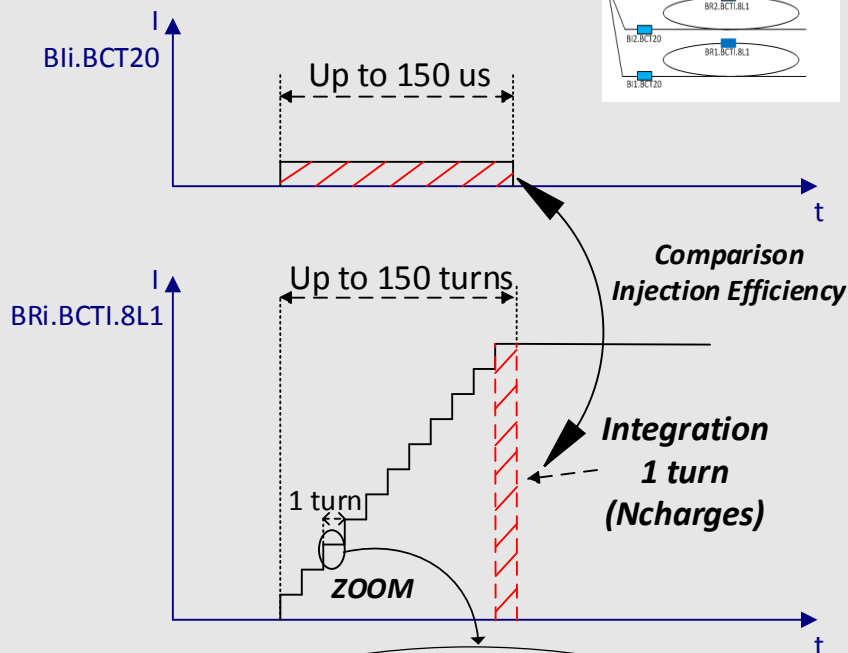 I
BIi.BCT20
Up to 150 us
t
BR2.BCTI.8L1
BI2.BCT20
BR1.BCTI.8L1
BI1.BCT20
Comparison
Injection Efficiency
I
BRi.BCTI.8L1
Up to 150 turns
1 turn
ZOOM
Integration
1 turn
(Ncharges)
t